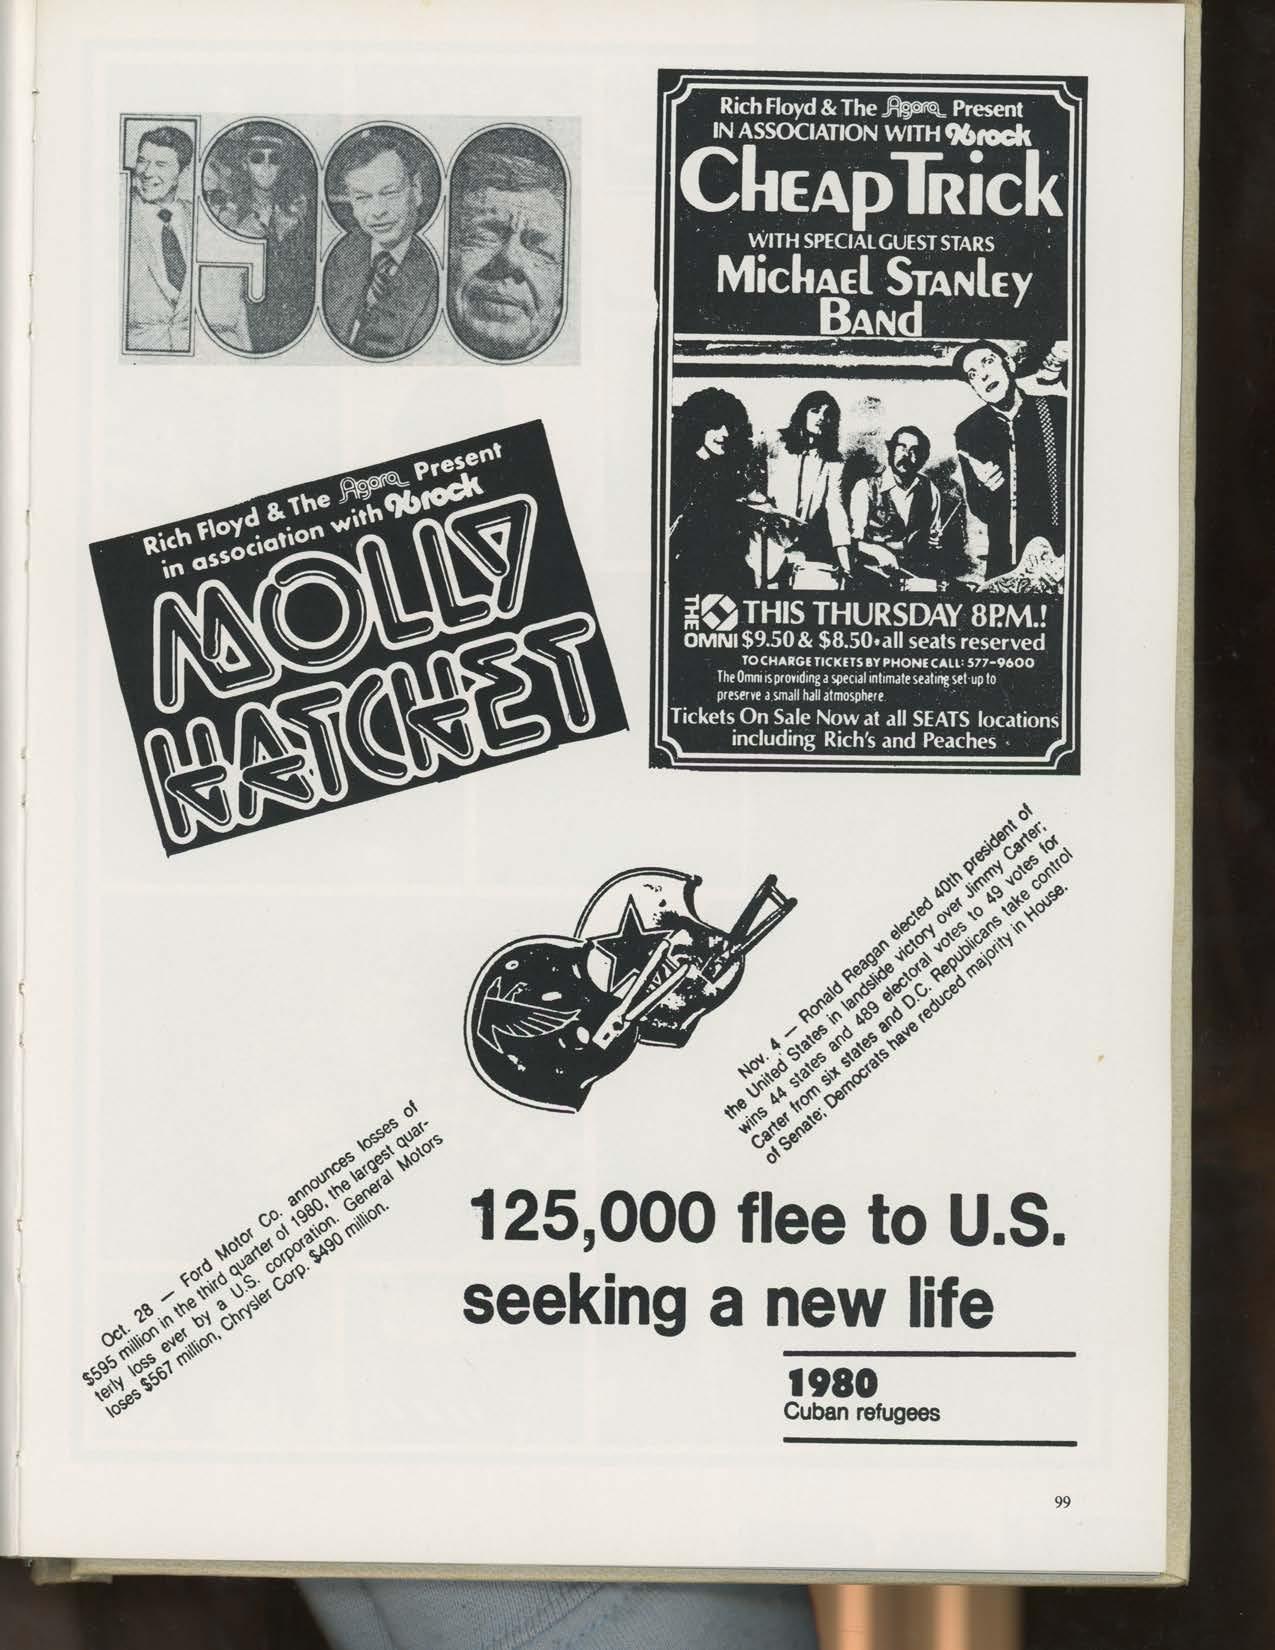 1980
Rich Floyd & The Agora Present
IN ASSOCIATION WITH 96rock
CHEAP TRICK
WITH SPECIAL GUEST STARS
MICHAEL STANLEY
BAND
THE OMNI
THIS THURSDAY 8P.M.!
$9.50 & $8.50•all seats reserved
TO CHARGE TICKETS BY PHONE CALL: 577-9600
The Omni is providing a special intimate seating set-up to
preserve a small hall atmosphere
Tickets On Sale Now at all SEATS locations
including Rich's and Peaches
Rich Floyd & The Agora Present
in association with 96rock
MOLLY
HATCHET
Nov. 4 — Ronald Reagan elected 40th president of
the United States in landslide victory over Jimmy Carter;
wins 44 states and 489 electoral votes to 49 votes for
Carter from six states and D.C. Republicans take control
of Senate; Democrats have reduced majority in House.
Oct. 28 — Ford Motor Co. announces losses of
$595 million in the third quarter of 1980, the largest quar-
terly loss ever by a U.S. corporation. General Motors
loses $567 million, Chrysler Corp. $490 million.
125,000 flee to U.S.
seeking a new life
1980
Cuban refugees
99